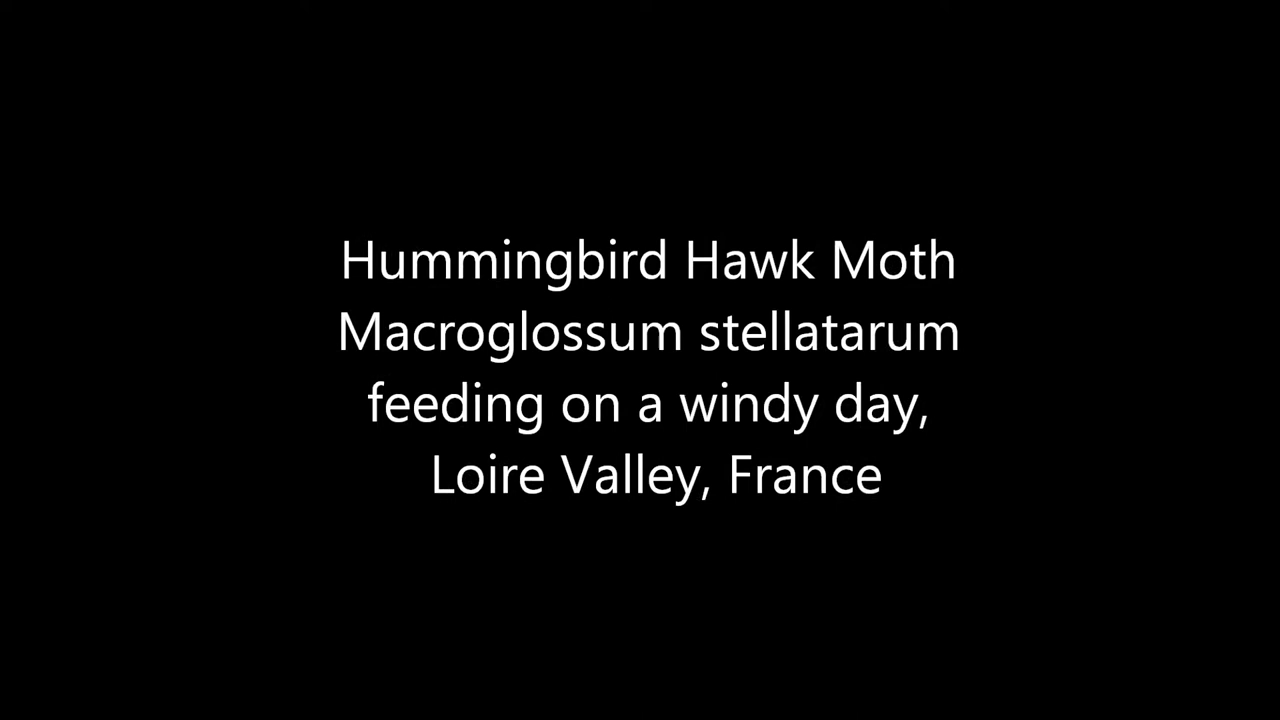 Hummingbird Hawk Moth
Macroglossum stellatarum
feeding on a windy day,
Loire Valley, France